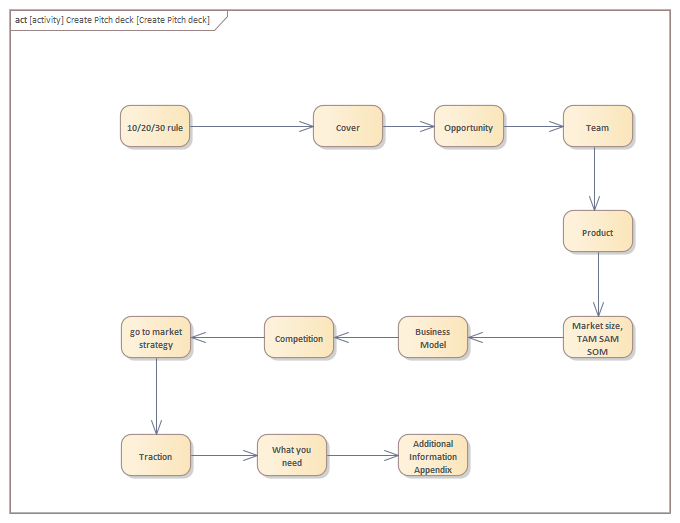 act [activity] Create Pitch deck [Create Pitch deck]
10/20/30 rule
Cover
Opportunity
Team
Product
Market size,
TAM SAM
SOM
Business
Model
Competition
go to market
strategy
Traction
What you
need
Additional
Information
Appendix